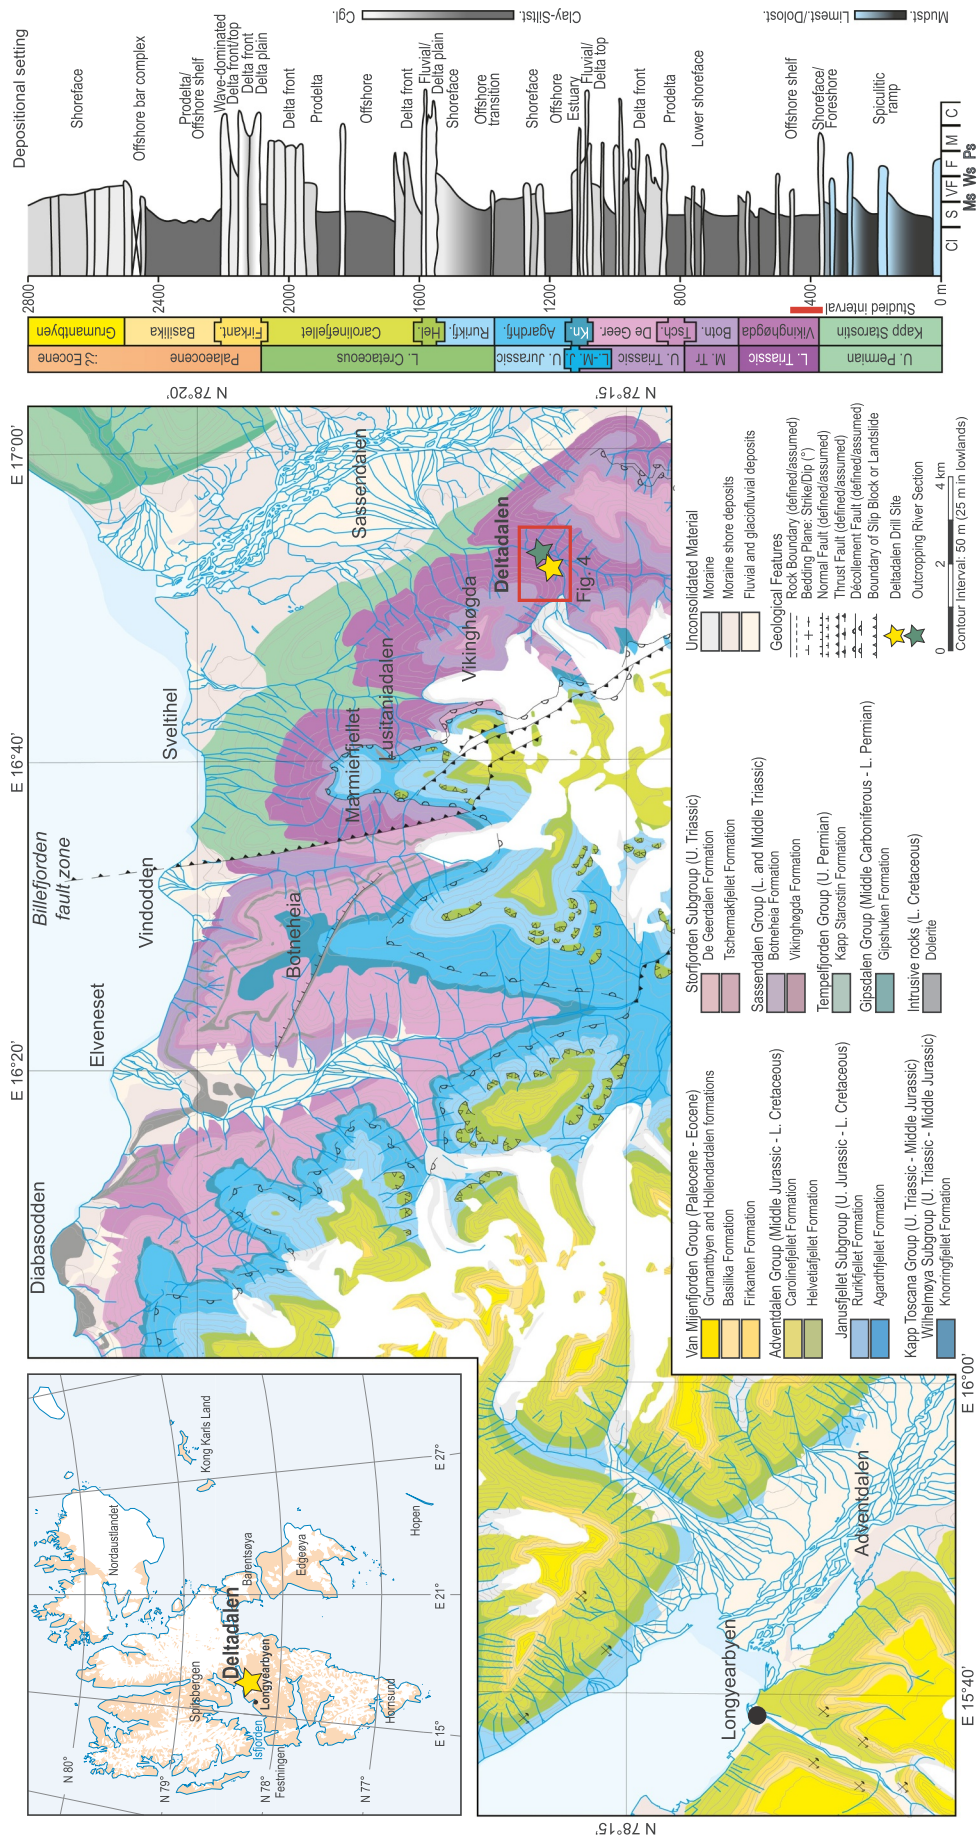 Depositional setting
Shoreface
Offshore bar complex
Prodelta/
Offshore shelf
Wave-dominated
Delta front/top
Delta front
Delta plain
Delta front
Prodelta
Offshore
Delta front
Fluvial/
Delta plain
Shoreface
Offshore
transition
Shoreface
Offshore
Estuary
Fluvial/
Delta top
Delta front
Prodelta
Lower shoreface
Offshore shelf
Shoreface/
Foreshore
Spiculitic
ramp
Cgl.
Clay-Siltst.
Limest./Dolost.
Mudst.
Cl S VF F M C
Ms Ws Ps
2800
2400
2000
1600
1200
800
400
0 m
Studied interval
Grumantbyen
Basilika
Firkant.
Carolinefjellet
Hel.
Rurikfj.
Agardhfj.
Kn.
De Geer.
Tsch.
Botn.
Vikinghøgda
Kapp Starostin
?Eocene
Palaeocene
L. Cretaceous
U. Jurassic
L.-M. J.
U. Triassic
M. Tr
L. Triassic
U. Permian
N 78°20'
N 78°15'
E 17°00'
E 16°40'
E 16°20'
E 16°00'
E 15°40'
N 78°15'
Billefjorden
fault zone
Sveltihel
Vindodden
Elveneset
Diabasodden
Sassendalen
Deltadalen
Fig. 4
Vikinghøgda
Lusitaniadalen
Marmierfjellet
Botneheia
Adventdalen
Longyearbyen
N 80°
N 79°
N 78°
N 77°
E 15°
E 21°
E 27°
Nordaustlandet
Kong Karls Land
Barentsøya
Edgeøya
Hopen
Spitsbergen
Deltadalen
Longyearbyen
Isfjorden
Festningen
Hornsund
Van Mijenfjorden Group (Paleocene - Eocene)
Grumantbyen and Hollendardalen formations
Basilika Formation
Firkanten Formation
Adventdalen Group (Middle Jurassic - L. Cretaceous)
Carolinefjellet Formation
Helvetiafjellet Formation
Janusfjellet Subgroup (U. Jurassic - L. Cretaceous)
Rurikfjellet Formation
Agardhfjellet Formation
Kapp Toscana Group (U. Triassic - Middle Jurassic)
Wilhelmøya Subgroup (U. Triassic - Middle Jurassic)
Knorringfjellet Formation
Storfjorden Subgroup (U. Triassic)
De Geerdalen Formation
Tschermakfjellet Formation
Sassendalen Group (L. and Middle Triassic)
Botneheia Formation
Vikinghøgda Formation
Tempelfjorden Group (U. Permian)
Kapp Starostin Formation
Gipsdalen Group (Middle Carboniferous - L. Permian)
Gipshuken Formation
Intrusive rocks (L. Cretaceous)
Dolerite
Unconsolidated Material
Moraine
Moraine shore deposits
Fluvial and glaciofluvial deposits
Geological Features
Rock Boundary (defined/assumed)
Bedding Plane: Strike/Dip (°)
Normal Fault (defined/assumed)
Thrust Fault (defined/assumed)
Decollement Fault (defined/assumed)
Boundary of Slip Block or Landslide
Deltadalen Drill Site
Outcropping River Section
0 2 4 km
Contour Interval: 50 m (25 m in lowlands)